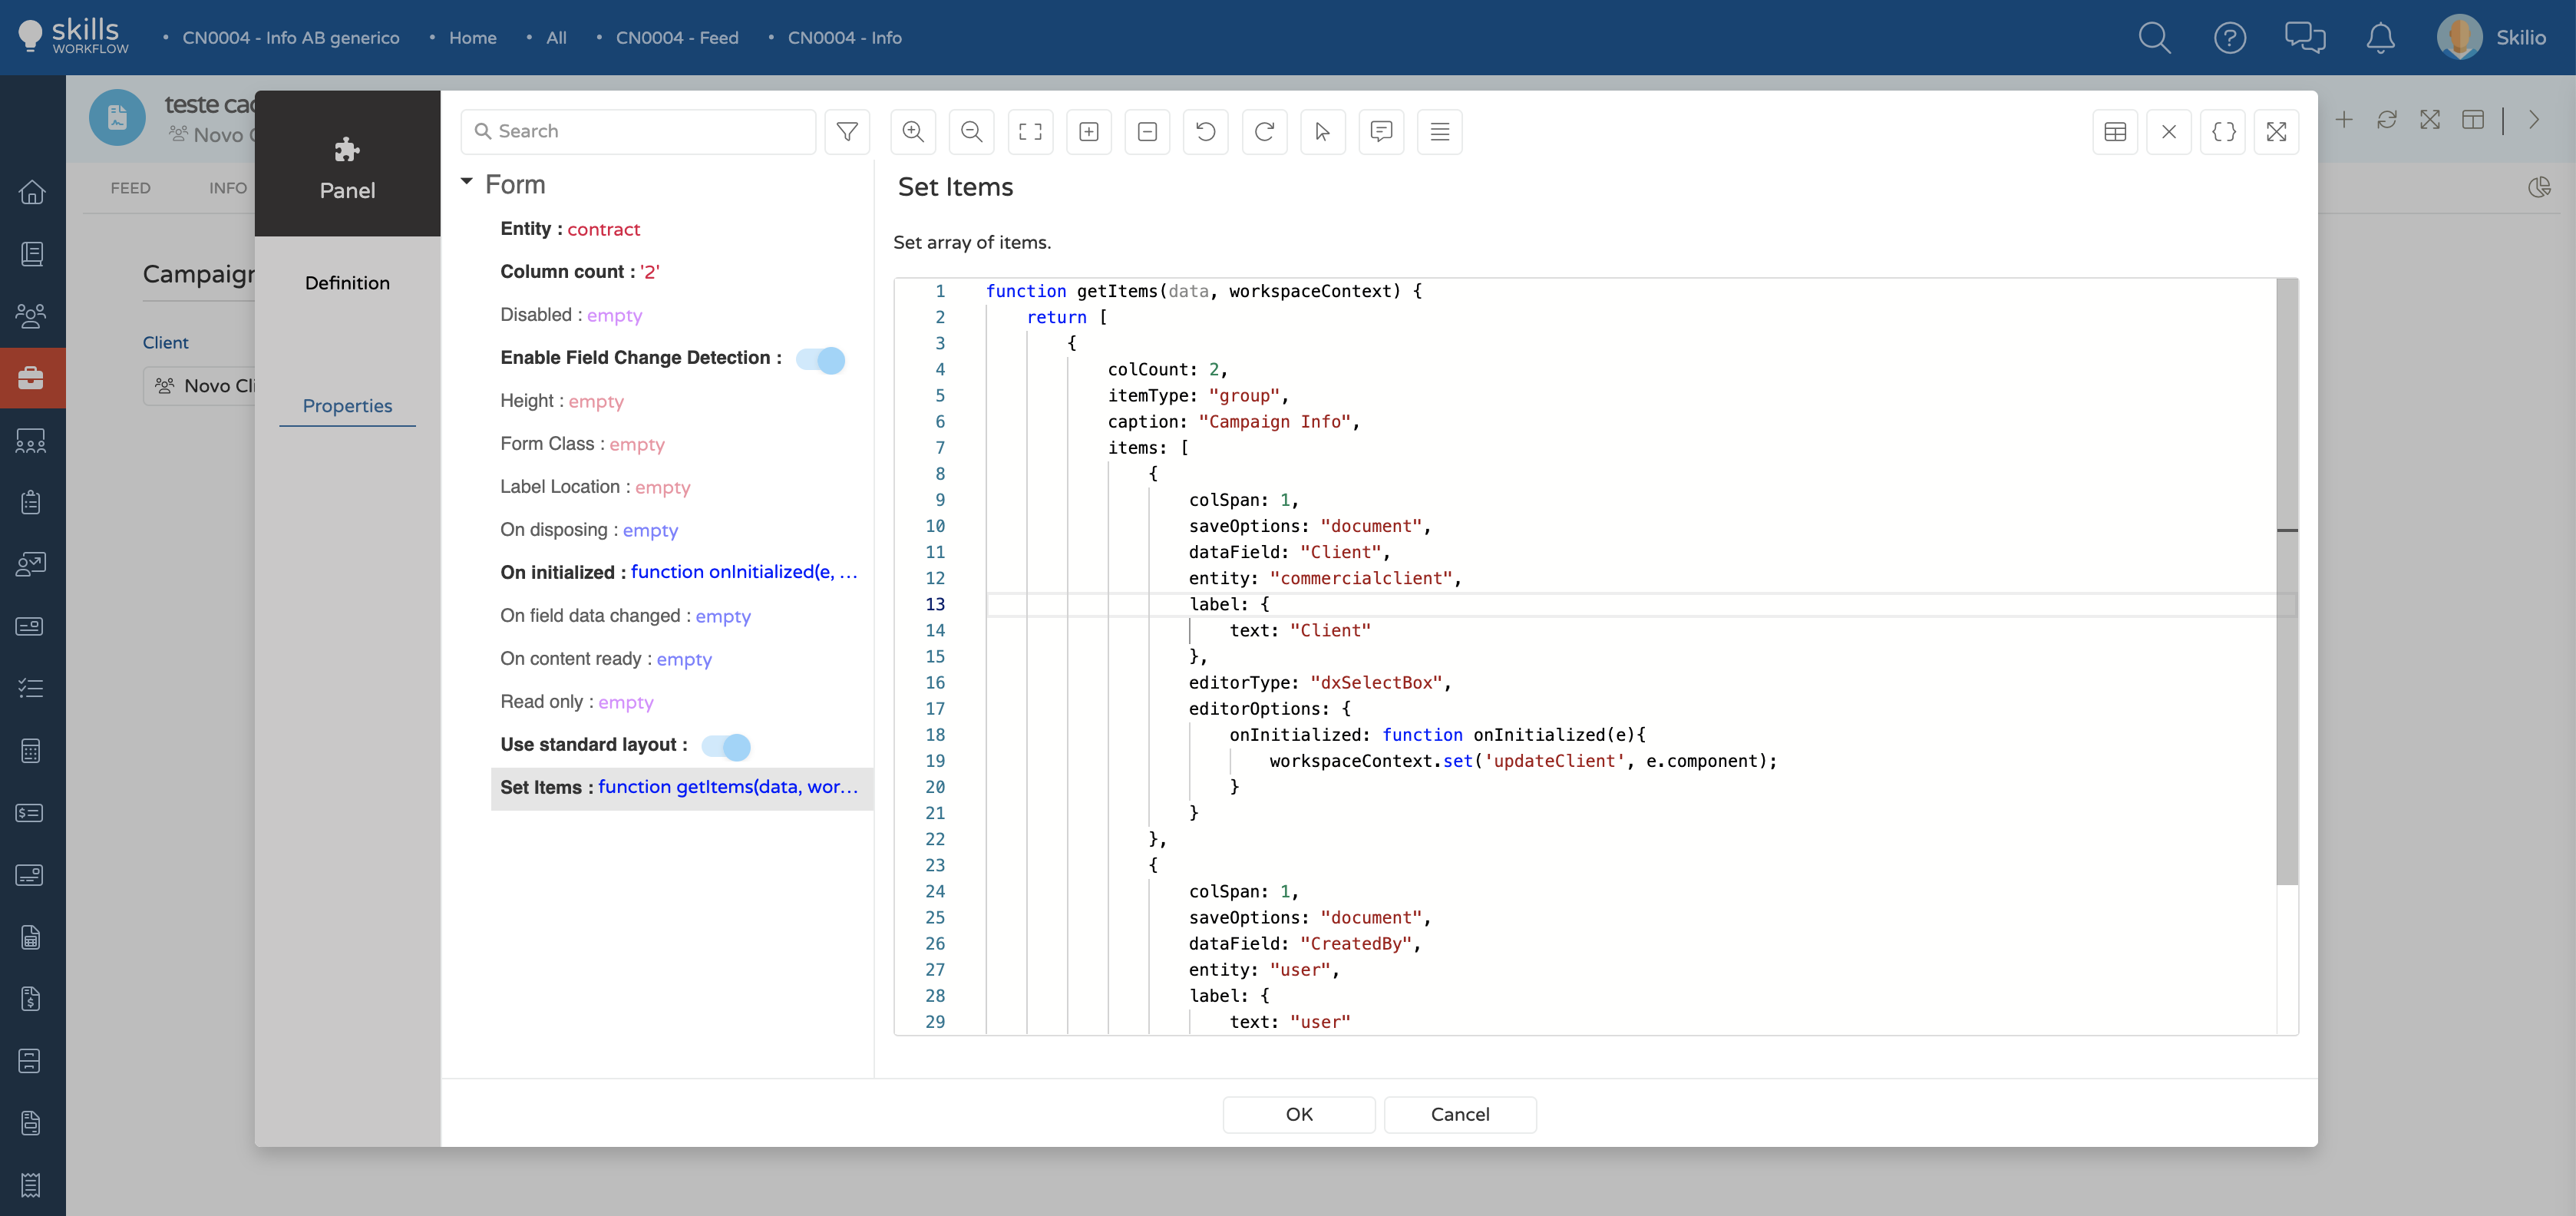 skills
WORKFLOW
• CN0004 - Info AB generico • Home • All • CN0004 - Feed • CN0004 - Info
Skilio
teste cad
Novo C
FEED INFO
Campaign
Client
Novo Cli
Panel
Definition
Properties
Search
Form
Entity : contract
Column count : '2'
Disabled : empty
Enable Field Change Detection :
Height : empty
Form Class : empty
Label Location : empty
On disposing : empty
On initialized : function onInitialized(e, ...
On field data changed : empty
On content ready : empty
Read only : empty
Use standard layout :
Set Items : function getItems(data, wor...
Set Items
Set array of items.
1 function getItems(data, workspaceContext) {
2 return [
3 {
4 colCount: 2,
5 itemType: "group",
6 caption: "Campaign Info",
7 items: [
8 {
9 colSpan: 1,
10 saveOptions: "document",
11 dataField: "Client",
12 entity: "commercialclient",
13 label: {
14 text: "Client"
15 },
16 editorType: "dxSelectBox",
17 editorOptions: {
18 onInitialized: function onInitialized(e){
19 workspaceContext.set('updateClient', e.component);
20 }
21 }
22 },
23 {
24 colSpan: 1,
25 saveOptions: "document",
26 dataField: "CreatedBy",
27 entity: "user",
28 label: {
29 text: "user"
OK
Cancel